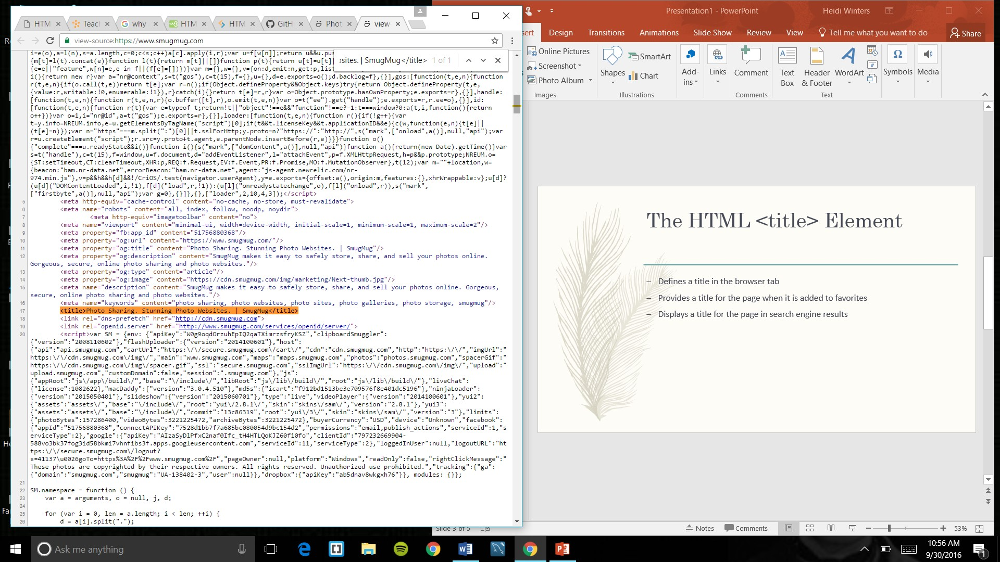 HTM
Teac
why
HTM
HTM
GitH
Phot
view
view-source:https://www.smugmug.com
osites. | SmugMug</title> 1 of 1
i=e(o),a=l(n),s=a.length,c=0;c<s;c++)a[c].apply(i,r);var u=f[w[n]];return u&&u.pus
{m[t]=l(t).concat(e)}function l(t){return m[t]||[]}function p(t){return u[t]=u[t]|
{e=e||"feature",w[n]=e,e in f||(f[e]=[])})}var m={},w={},v={on:d,emit:n,get:p,list
i(){return new r}var a="nr@context",s=t("gos"),c=t(15),f={},u={},d=e.exports=o();d.backlog=f},{}],gos:[function(t,e,n){function
r(t,e,n){if(o.call(t,e))return t[e];var r=n();if(Object.defineProperty&&Object.keys)try{return Object.defineProperty(t,e,
{value:r,writable:!0,enumerable:!1}),r}catch(i){}return t[e]=r,r}var o=Object.prototype.hasOwnProperty;e.exports=r},{}],handle:
[function(t,e,n){function r(t,e,n,r){o.buffer([t],r),o.emit(t,e,n)}var o=t("ee").get("handle");e.exports=r,r.ee=o},{}],id:
[function(t,e,n){function r(t){var e=typeof t;return!t||"object"!==e&&"function"!==e?-1:t===window?0:a(t,i,function(){return
o++})}var o=1,i="nr@id",a=t("gos");e.exports=r},{}],loader:[function(t,e,n){function r(){if(!g++){var
t=y.info=NREUM.info,e=u.getElementsByTagName("script")[0];if(t&&t.licenseKey&&t.applicationID&&e){c(w,function(e,n){t[e]||
(t[e]=n)});var n="https"===m.split(":")[0]||t.sslForHttp;y.proto=n?"https://":"http://",s("mark",["onload",a()],null,"api");var
r=u.createElement("script");r.src=y.proto+t.agent,e.parentNode.insertBefore(r,e)}}}function o()
{"complete"===u.readyState&&i()}function i(){s("mark",["domContent",a()],null,"api")}function a(){return(new Date).getTime()}var
s=t("handle"),c=t(15),f=window,u=f.document,d="addEventListener",l="attachEvent",p=f.XMLHttpRequest,h=p&&p.prototype;NREUM.o=
{ST:setTimeout,CT:clearTimeout,XHR:p,REQ:f.Request,EV:f.Event,PR:f.Promise,MO:f.MutationObserver},t(12);var m=""+location,w=
{beacon:"bam.nr-data.net",errorBeacon:"bam.nr-data.net",agent:"js-agent.newrelic.com/nr-
974.min.js"},v=p&&h&&h[d]&&!/CriOS/.test(navigator.userAgent),y=e.exports={offset:a(),origin:m,features:{},xhrWrappable:v};u[d]?
(u[d]("DOMContentLoaded",i,!1),f[d]("load",r,!1)):(u[l]("onreadystatechange",o),f[l]("onload",r)),s("mark",
["firstbyte",a()],null,"api");var g=0},{}]},{},["loader",2,10,4,3]);</script>
5 <meta http-equiv="cache-control" content="no-cache, no-store, must-revalidate">
6 <meta name="robots" content="all, index, follow, noodp, noydir">
7 <meta http-equiv="imagetoolbar" content="no">
8 <meta name="viewport" content="minimal-ui, width=device-width, initial-scale=1, minimum-scale=1, maximum-scale=2"/>
9 <meta property="fb:app_id" content="51756880368"/>
10 <meta property="og:url" content="https://www.smugmug.com/"/>
11 <meta property="og:title" content="Photo Sharing. Stunning Photo Websites. | SmugMug"/>
12 <meta property="og:description" content="SmugMug makes it easy to safely store, share, and sell your photos online.
Gorgeous, secure, online photo sharing and photo websites."/>
13 <meta property="og:type" content="article"/>
14 <meta property="og:image" content="https://cdn.smugmug.com/img/marketing/Next-thumb.jpg"/>
15 <meta name="description" content="SmugMug makes it easy to safely store, share, and sell your photos online. Gorgeous,
secure, online photo sharing and photo websites."/>
16 <meta name="keywords" content="photo sharing, photo websites, photo sites, photo galleries, photo storage, smugmug"/>
17 <title>Photo Sharing. Stunning Photo Websites. | SmugMug</title>
18 <link rel="dns-prefetch" href="http://cdn.smugmug.com">
19 <link rel="openid.server" href="http://www.smugmug.com/services/openid/server/">
20 <script>var SM = {env: {"apiKey":"W0g9oqdOrzuhEpIQ2qaTXimrzsfryKSZ","clipboardSmuggler":
{"version":"2008110602"},"flashUploader":{"version":"2014100601"},"host":
{"api":"api.smugmug.com","cartUrl":"https:\/\/secure.smugmug.com\/cart\/","cdn":"cdn.smugmug.com","http":"https:\/\/","imgUrl":"
https:\/\/cdn.smugmug.com\/img\/","main":"www.smugmug.com","maps":"maps.smugmug.com","photos":"photos.smugmug.com","spacerGif":"
https:\/\/cdn.smugmug.com\/img\/spacer.gif","ssl":"secure.smugmug.com","sslImgUrl":"https:\/\/cdn.smugmug.com\/img\/","upload":"
upload.smugmug.com","customDomain":false,"session":".smugmug.com"},"js":
{"appRoot":"js\/app\/build\/","base":"\/include\/","libRoot":"js\/lib\/build\/","root":"js\/lib\/build\/"},"liveChat":
{"license":1082622},"macDaddy":{"version":"3.0.4.510"},"md5s":{"icart":"f912bd1513be3e709576f8e401dc5196"},"ninjaLoader":
{"version":"2015050401"},"slideshow":{"version":"2015060701"},"type":"live","videoPlayer":{"version":"2014100601"},"yui2":
{"assets":"assets\/","base":"\/include\/","root":"yui\/2.8.1\/","skin":"skins\/sam\/","version":"2.8.1"},"yui3":
{"assets":"assets\/","base":"\/include\/","commit":"13c86319","root":"yui\/3\/","skin":"skins\/sam\/","version":"3"},"limits":
{"photoBytes":157286400,"videoBytes":3221225472,"archiveBytes":3221225472},"buyerCurrency":"USD","device":"Unknown","facebook":
{"appId":"51756880368","connectAPIKey":"7528d1bb7f7a685bc080054d9bc154d2","permissions":"email,publish_actions","serviceId":1,"s
erviceType":2},"google":{"apiKey":"AIzaSyDlPfxC2naf0Ifc_tH4HTLQoKJZ60fi0fo","clientId":"797232669904-
588vo3bk37fog3id58bkmi7vhnfibs3f.apps.googleusercontent.com","serviceId":11,"serviceType":2},"loggedInUser":null,"logoutURL":"ht
tps:\/\/secure.smugmug.com\/logout?
s=41137\u0026goTo=https%3A%2F%2Fwww.smugmug.com%2F","pageOwner":null,"platform":"Windows","readOnly":false,"rightClickMessage":"
These photos are copyrighted by their respective owners. All rights reserved. Unauthorized use prohibited.","tracking":{"ga":
{"domain":"smugmug.com","smugmug":"UA-138402-3","user":null}},"dropbox":{"apiKey":"ab5dnav8wkgxh76"}}, modules: {}};
21
22 SM.namespace = function () {
23 var a = arguments, o = null, j, d;
24
25 for (var i = 0, len = a.length; i < len; ++i) {
26 d = a[i].split(".");
Presentation1 - PowerPoint
Heidi Winters
sert
Design
Transitions
Animations
Slide Show
Review
View
Tell me what you want to do
Share
Online Pictures
Screenshot
Photo Album
Images
Shapes
SmartArt
Chart
Illustrations
Add-
ins
Links
Comment
Comments
Text
Box
Header
& Footer
WordArt
Text
Symbols
Media
The HTML <title> Element
– Defines a title in the browser tab
– Provides a title for the page when it is added to favorites
– Displays a title for the page in search engine results
Slide 3 of 5
Notes
Comments
53%
Ask me anything
10:56 AM
9/30/2016
1